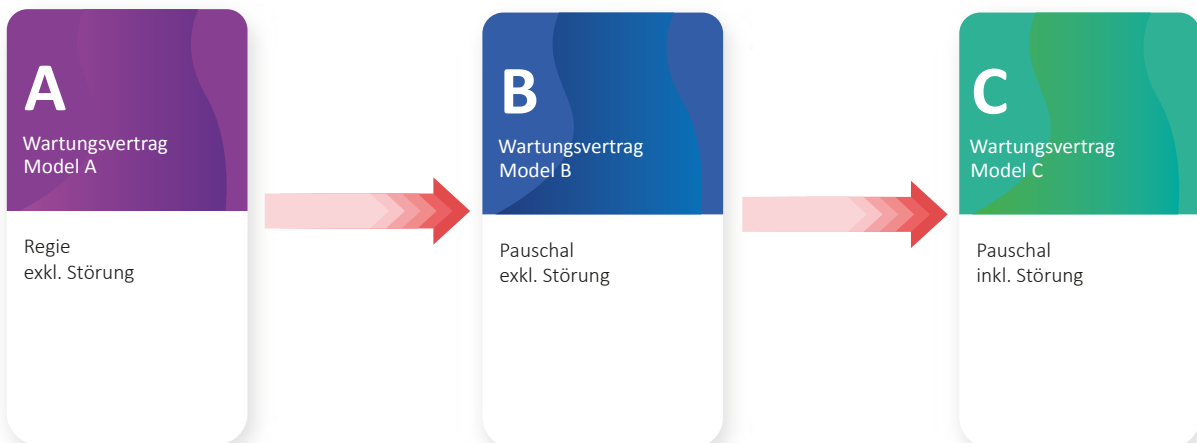 A
Wartungsvertrag
Model A
Regie
exkl. Störung
B
Wartungsvertrag
Model B
Pauschal
exkl. Störung
C
Wartungsvertrag
Model C
Pauschal
inkl. Störung